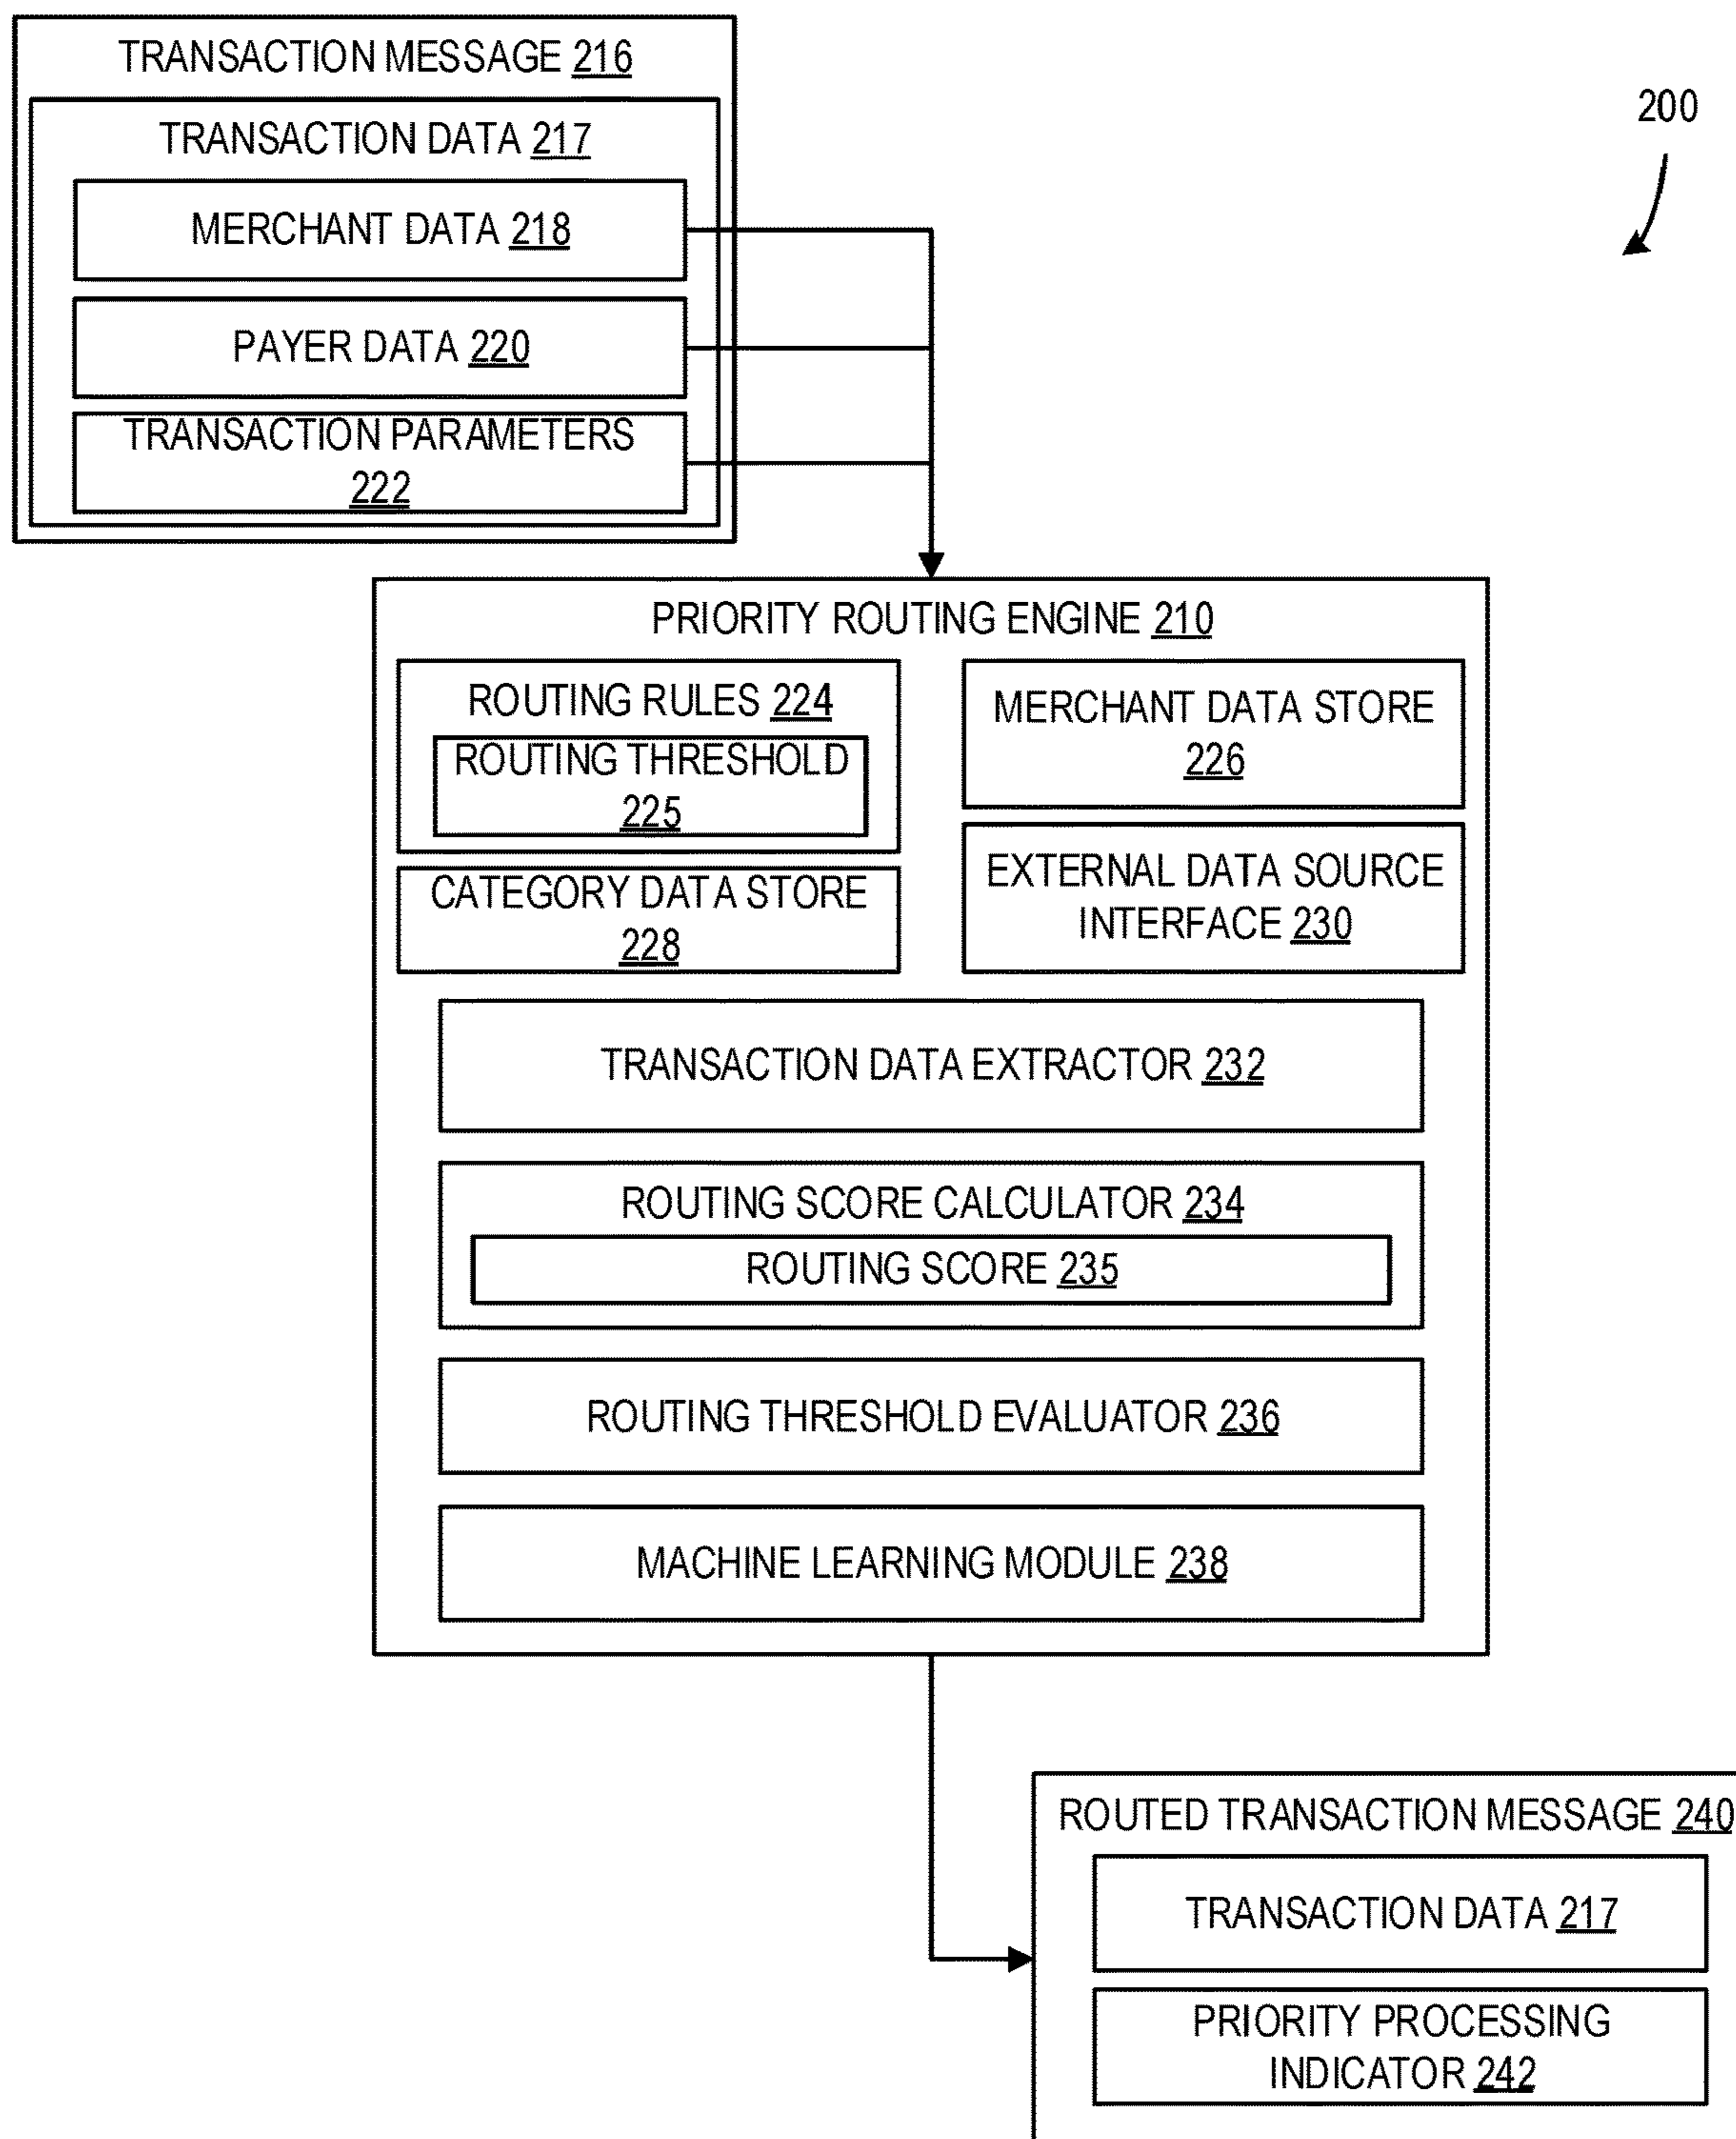 TRANSACTION MESSAGE 216
200
TRANSACTION DATA 217
MERCHANT DATA 218
PAYER DATA 220
TRANSACTION PARAMETERS
222
PRIORITY ROUTING ENGINE 210
ROUTING RULES 224
ROUTING THRESHOLD
225
MERCHANT DATA STORE
226
CATEGORY DATA STORE
228
EXTERNAL DATA SOURCE
INTERFACE 230
TRANSACTION DATA EXTRACTOR 232
ROUTING SCORE CALCULATOR 234
ROUTING SCORE 235
ROUTING THRESHOLD EVALUATOR 236
MACHINE LEARNING MODULE 238
ROUTED TRANSACTION MESSAGE 240
TRANSACTION DATA 217
PRIORITY PROCESSING
INDICATOR 242